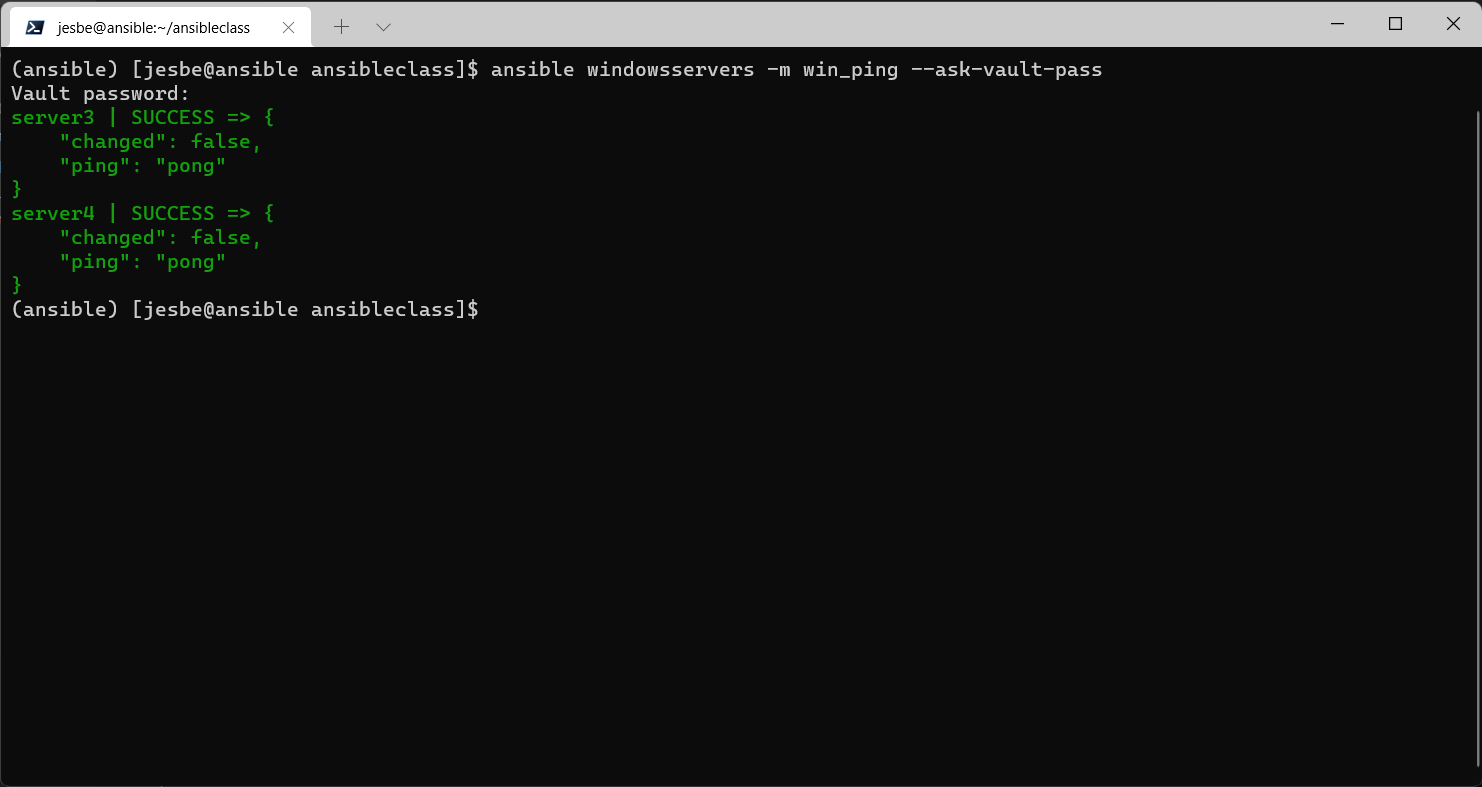 jesbe@ansible:~/ansibleclass
(ansible) [jesbe@ansible ansibleclass]$ ansible windowsservers -m win_ping --ask-vault-pass
Vault password:
server3 | SUCCESS => {
    "changed": false,
    "ping": "pong"
}
server4 | SUCCESS => {
    "changed": false,
    "ping": "pong"
}
(ansible) [jesbe@ansible ansibleclass]$